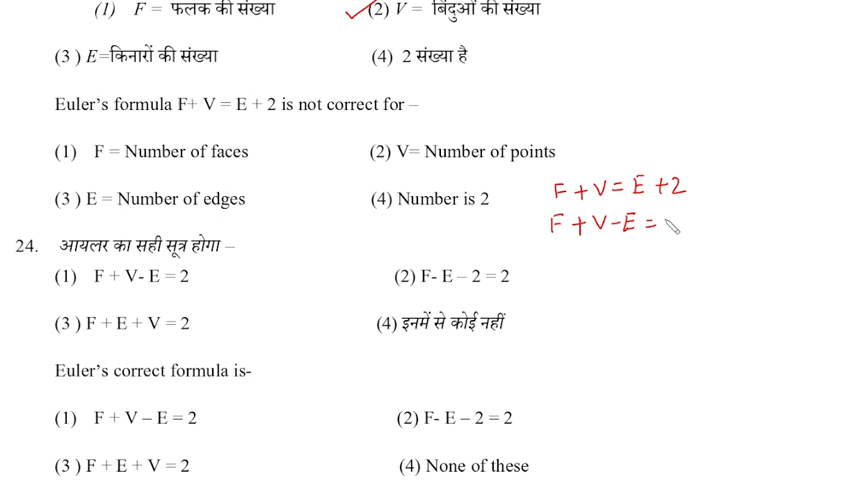 (1) F = फलक की संख्या (2) V = बिंदुओं की संख्या
(3 ) E=किनारों की संख्या (4) 2 संख्या है
Euler's formula F+ V = E + 2 is not correct for –
(1) F = Number of faces (2) V= Number of points
(3 ) E = Number of edges (4) Number is 2
F + V = E + 2
F + V - E =
24. आयलर का सही सूत्र होगा –
(1) F + V- E = 2 (2) F- E – 2 = 2
(3 ) F + E + V = 2 (4) इनमें से कोई नहीं
Euler's correct formula is-
(1) F + V – E = 2 (2) F- E – 2 = 2
(3 ) F + E + V = 2 (4) None of these